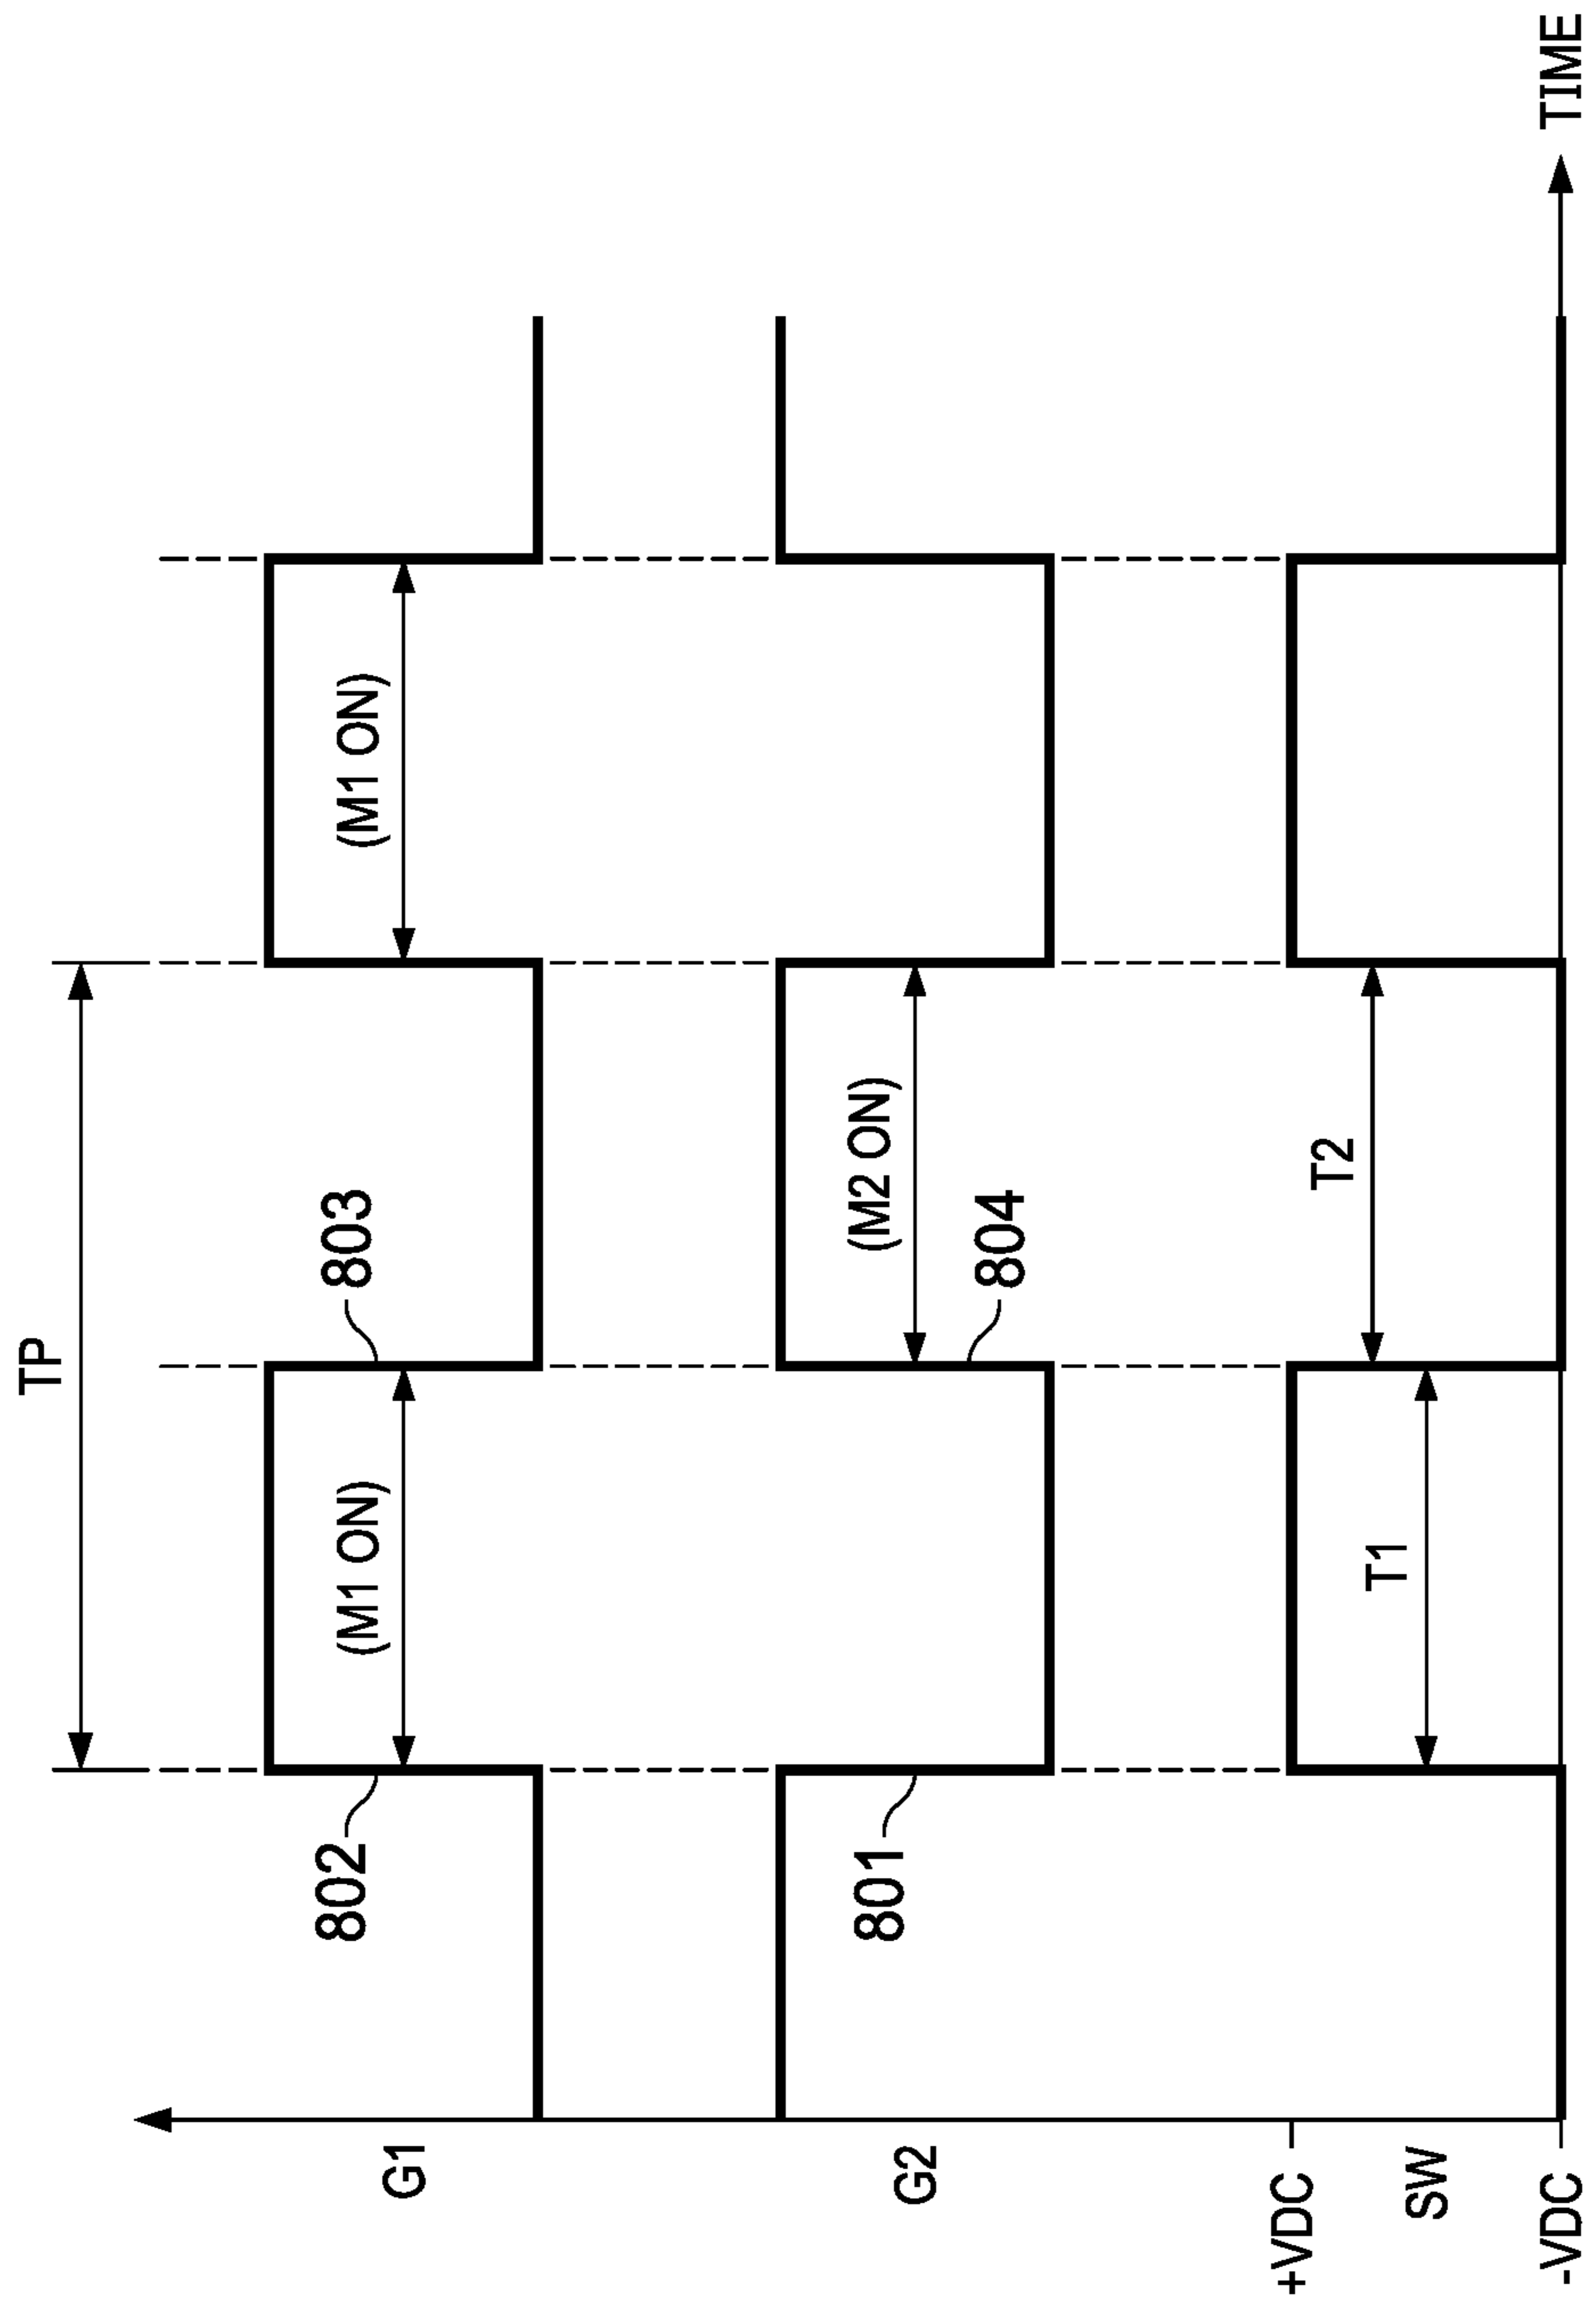 TP
G1
802
(M1 ON)
803
(M1 ON)
G2
801
(M2 ON)
804
+VDC
SW
-VDC
T1
T2
TIME